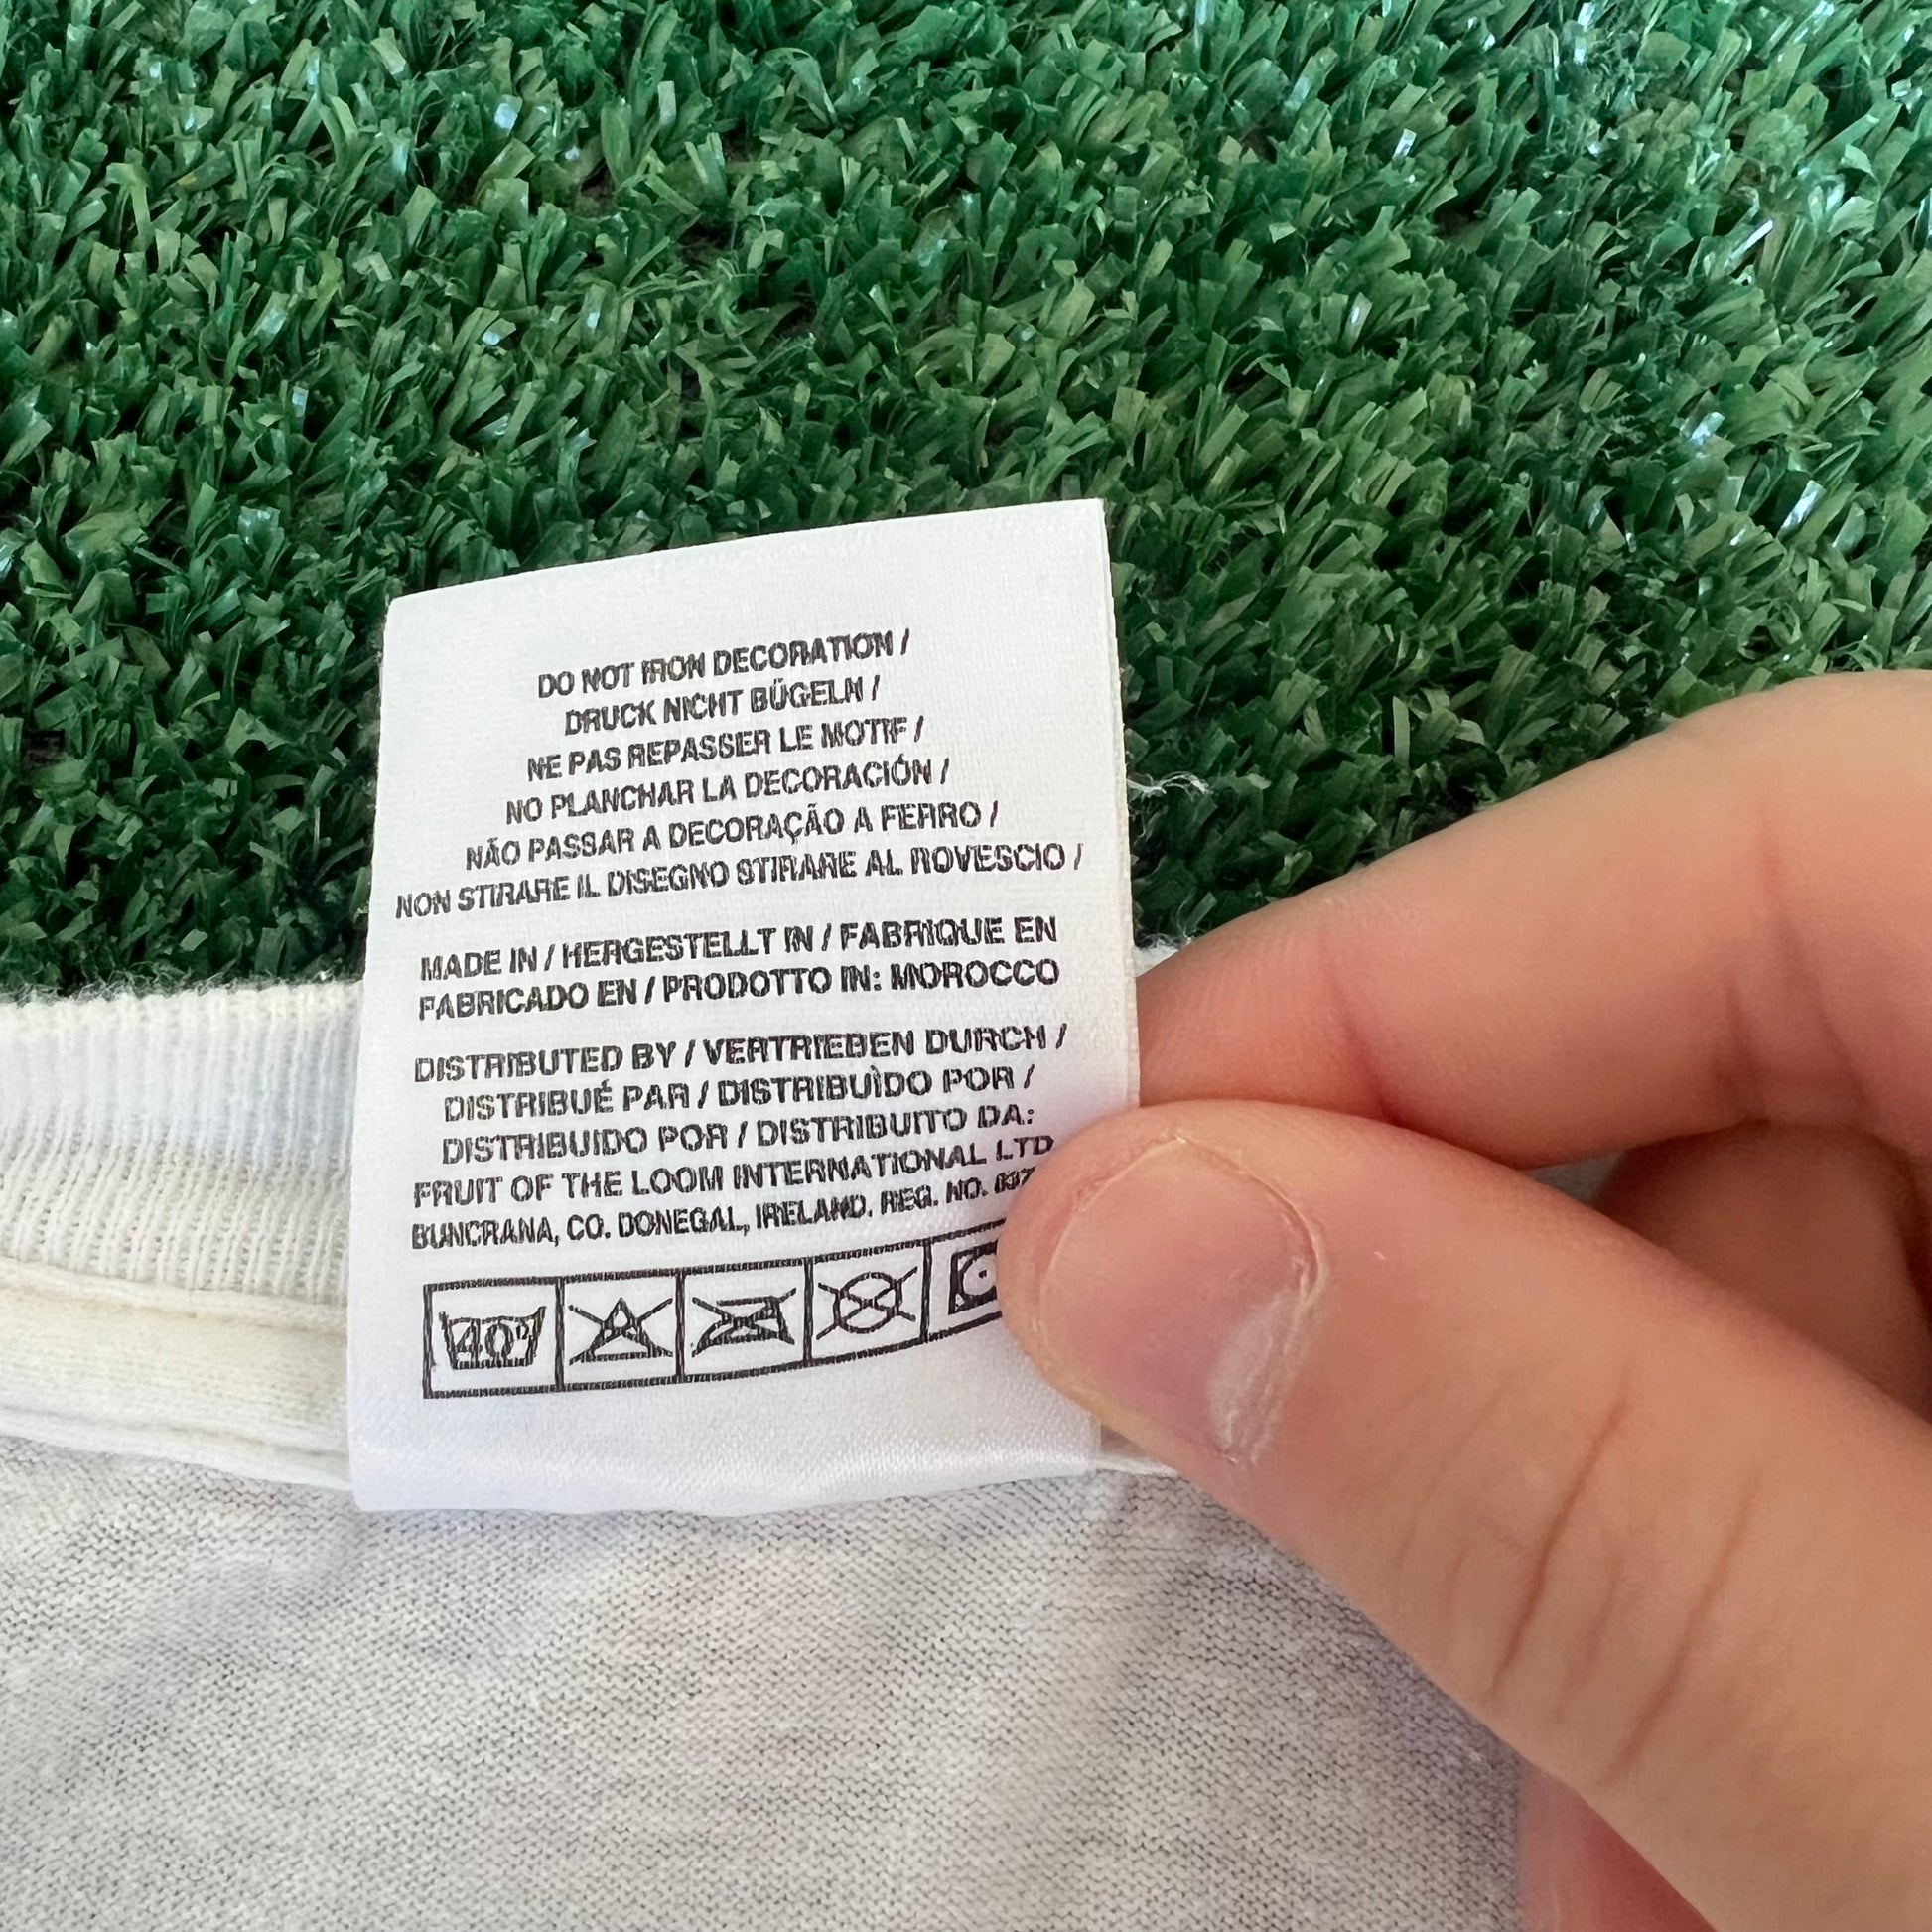 DO NOT IRON DECORATION /
DRUCK NICHT BÜGELN /
NE PAS REPASSER LE MOTIF /
NO PLANCHAR LA DECORACIÓN /
NÃO PASSAR A DECORAÇÃO A FERRO /
NON STIRARE IL DISEGNO STIRARE AL ROVESCIO /
MADE IN / HERGESTELLT IN / FABRIQUE EN
FABRICADO EN / PRODOTTO IN: MOROCCO
DISTRIBUTED BY / VERTRIEBEN DURCH /
DISTRIBUÉ PAR / DISTRIBUÌDO POR /
DISTRIBUIDO POR / DISTRIBUITO DA:
FRUIT OF THE LOOM INTERNATIONAL LTD
BUNCRANA, CO. DONEGAL, IRELAND. REG. NO.
40°